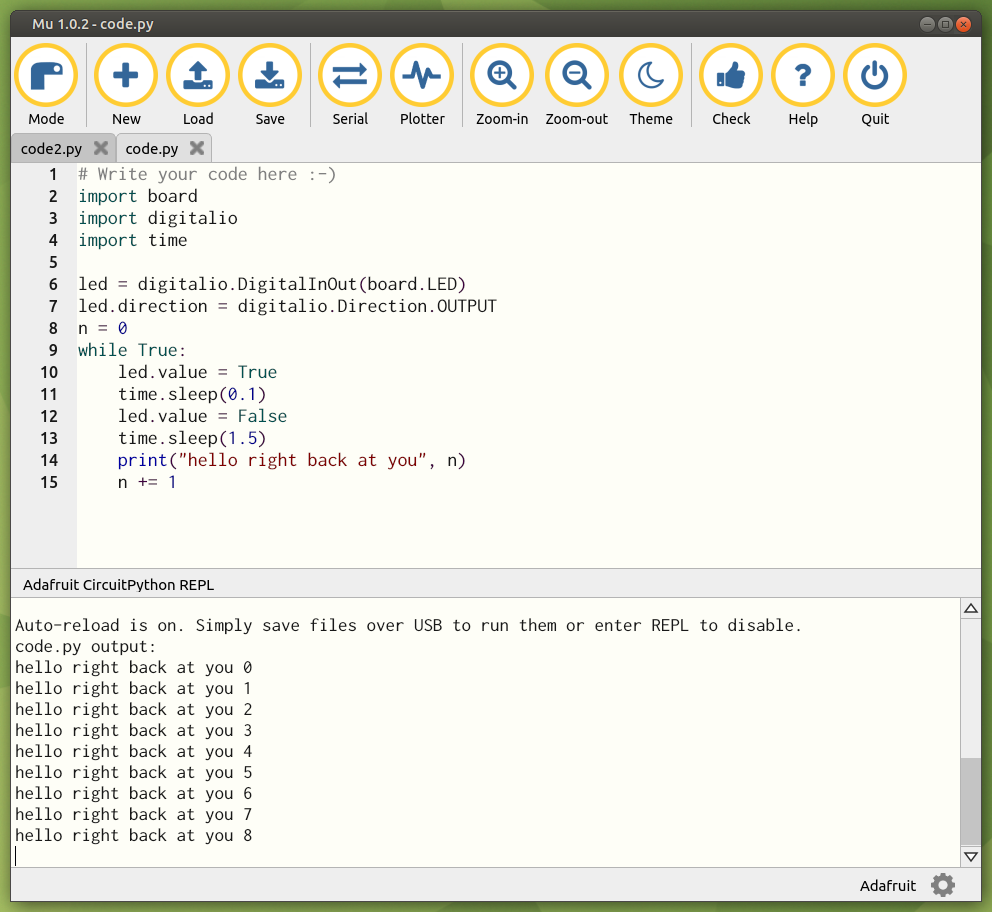 Mu 1.0.2 - code.py
Mode New Load Save Serial Plotter Zoom-in Zoom-out Theme Check Help Quit
code2.py code.py
1 # Write your code here :-)
2 import board
3 import digitalio
4 import time
5
6 led = digitalio.DigitalInOut(board.LED)
7 led.direction = digitalio.Direction.OUTPUT
8 n = 0
9 while True:
10     led.value = True
11     time.sleep(0.1)
12     led.value = False
13     time.sleep(1.5)
14     print("hello right back at you", n)
15     n += 1
Adafruit CircuitPython REPL
Auto-reload is on. Simply save files over USB to run them or enter REPL to disable.
code.py output:
hello right back at you 0
hello right back at you 1
hello right back at you 2
hello right back at you 3
hello right back at you 4
hello right back at you 5
hello right back at you 6
hello right back at you 7
hello right back at you 8
Adafruit